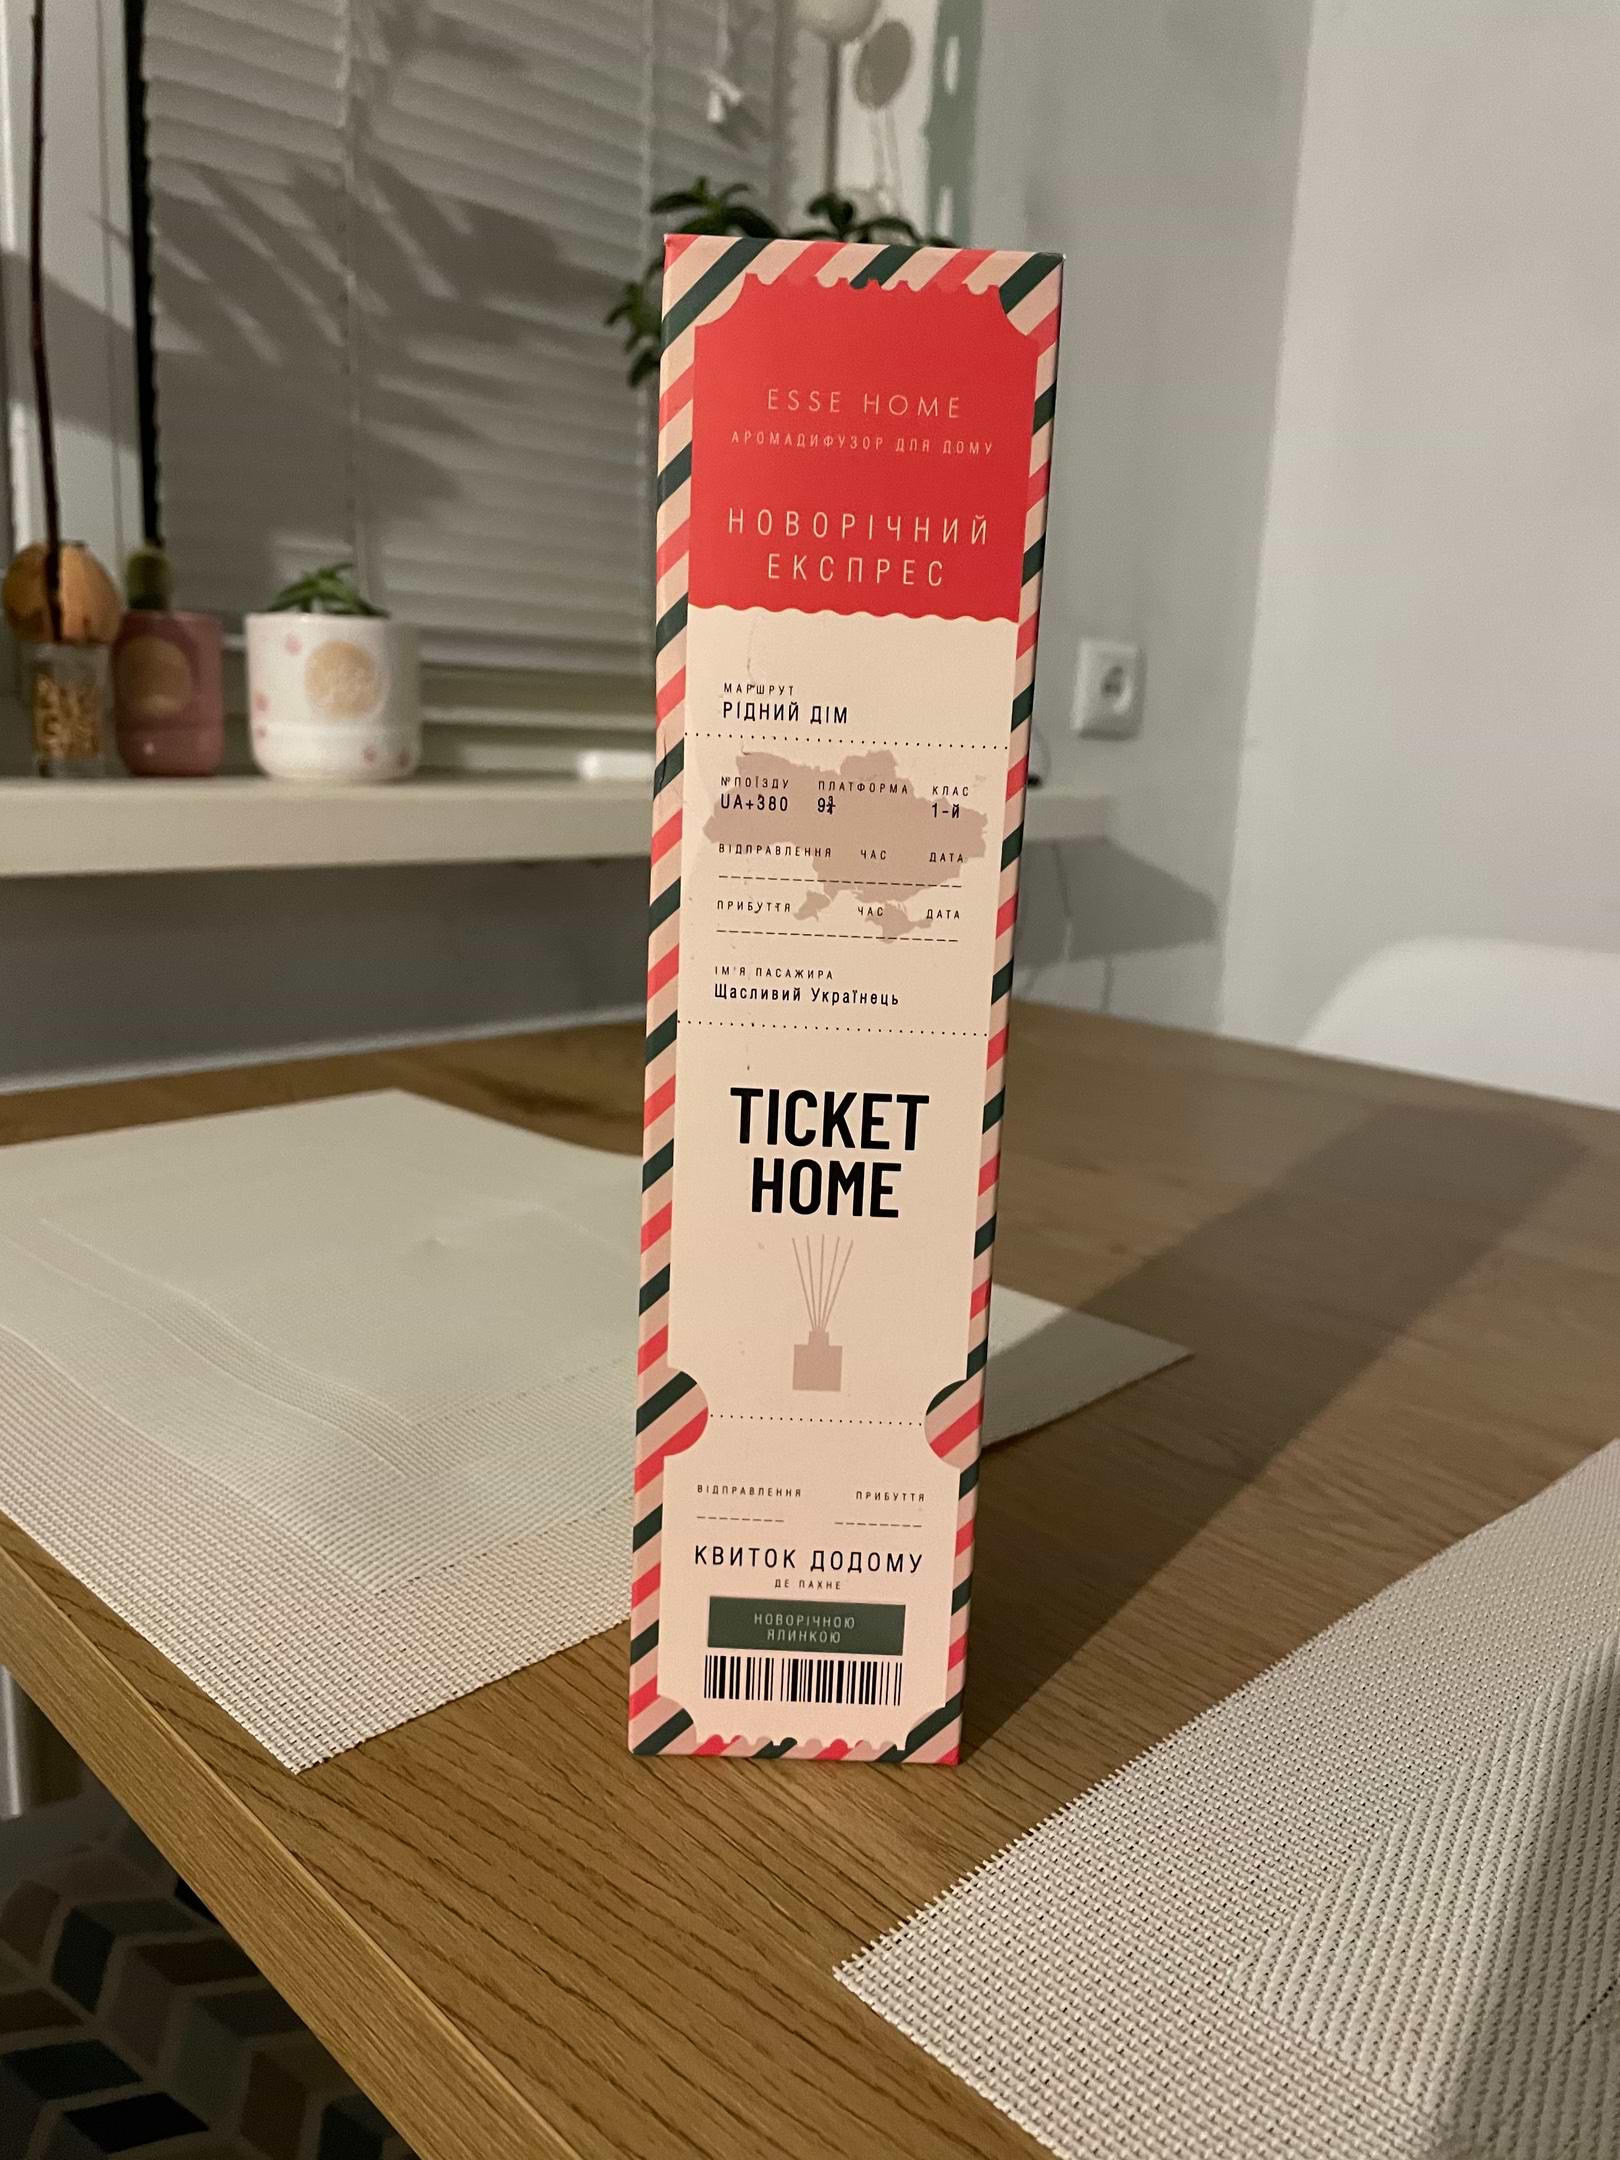 ESSE HOME
АРОМАДИФУЗОР ДЛЯ ДОМУ
НОВОРІЧНИЙ
ЕКСПРЕС
МАРШРУТ
РІДНИЙ ДІМ
№ПОЇЗДУ ПЛАТФОРМА КЛАС
UA+380 9¾ 1-й
ВІДПРАВЛЕННЯ ЧАС ДАТА
ПРИБУТТЯ ЧАС ДАТА
ІМ'Я ПАСАЖИРА
Щасливий Українець
TICKET
HOME
ВІДПРАВЛЕННЯ ПРИБУТТЯ
КВИТОК ДОДОМУ
ДЕ ПАХНЕ
НОВОРІЧНОЮ
ЯЛИНКОЮ